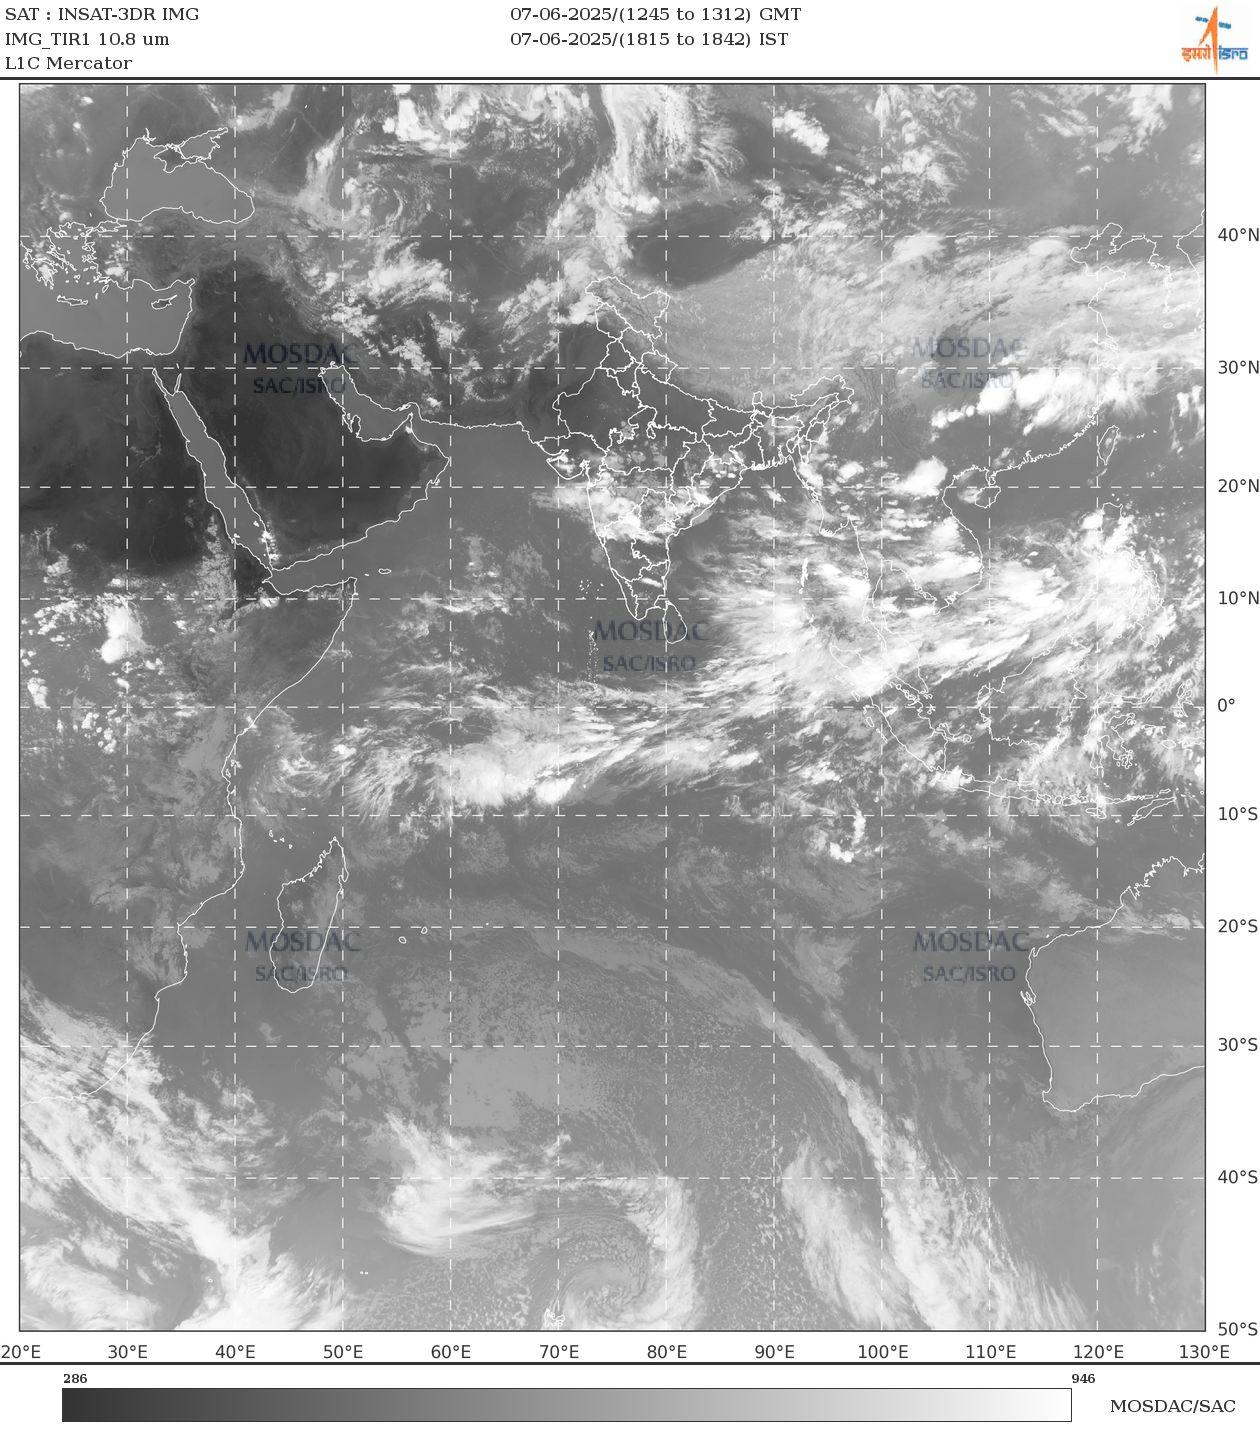 SAT : INSAT-3DR IMG
07-06-2025/(1245 to 1312) GMT
IMG_TIR1 10.8 um
07-06-2025/(1815 to 1842) IST
L1C Mercator
इसरो isro
40°N
MOSDAC
SAC/ISRO
MOSDAC
SAC/ISRO
30°N
20°N
10°N
MOSDAC
SAC/ISRO
0°
10°S
20°S
MOSDAC
SAC/ISRO
MOSDAC
SAC/ISRO
30°S
40°S
50°S
20°E 30°E 40°E 50°E 60°E 70°E 80°E 90°E 100°E 110°E 120°E 130°E
286
946
MOSDAC/SAC